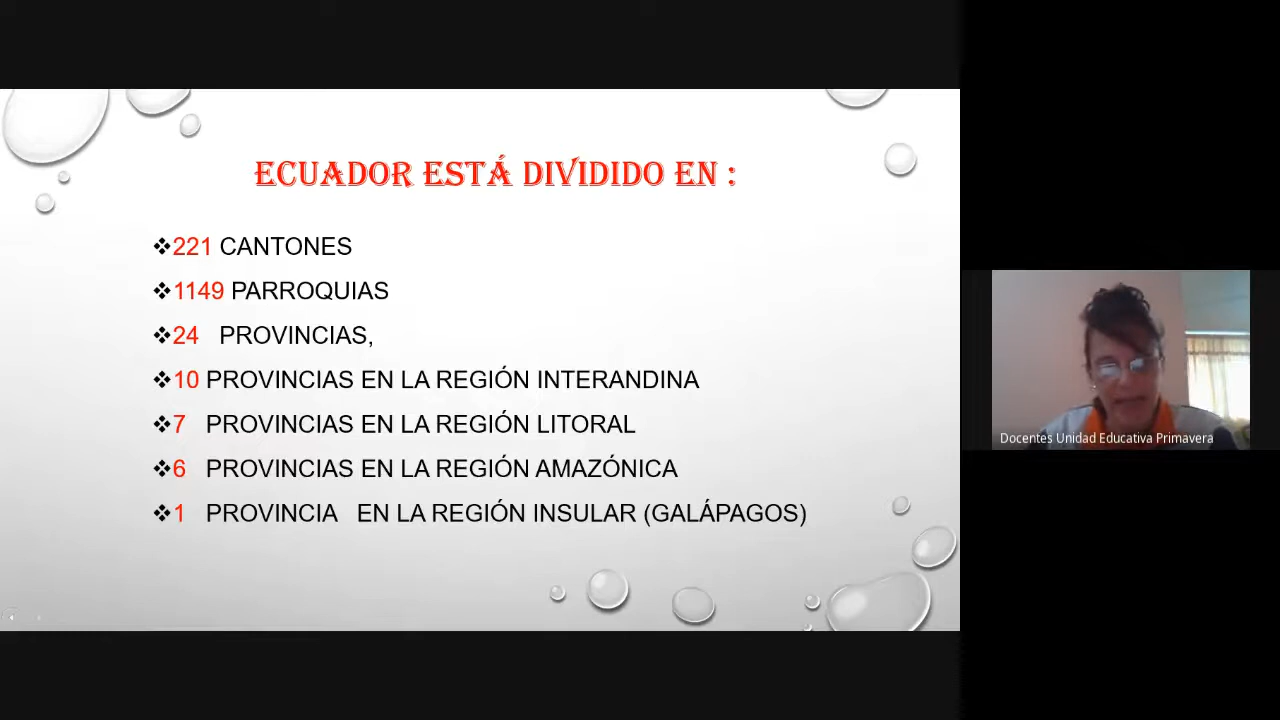 ECUADOR ESTÁ DIVIDIDO EN :
❖221 CANTONES
❖1149 PARROQUIAS
❖24 PROVINCIAS,
❖10 PROVINCIAS EN LA REGIÓN INTERANDINA
❖7 PROVINCIAS EN LA REGIÓN LITORAL
❖6 PROVINCIAS EN LA REGIÓN AMAZÓNICA
❖1 PROVINCIA EN LA REGIÓN INSULAR (GALÁPAGOS)
Docentes Unidad Educativa Primavera